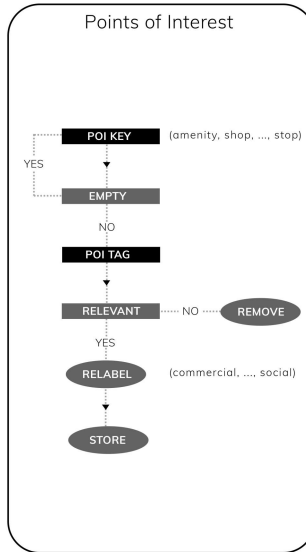 Points of Interest
POI KEY (amenity, shop, ..., stop)
YES
EMPTY
NO
POI TAG
RELEVANT NO REMOVE
YES
RELABEL (commercial, ..., social)
STORE